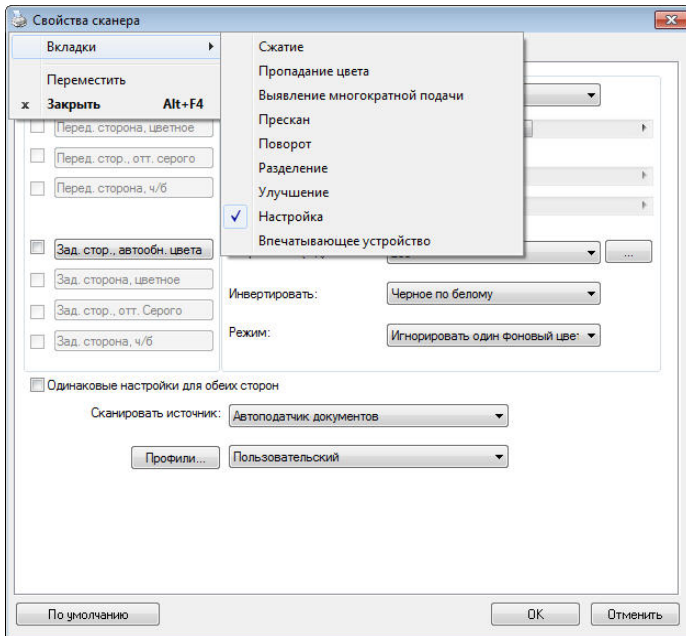 Свойства сканера
Вкладки
Переместить
x Закрыть Alt+F4
Сжатие
Пропадание цвета
Выявление многократной подачи
Прескан
Поворот
Разделение
Улучшение
Настройка
Впечатывающее устройство
Перед. сторона, цветное
Перед. стор., отт. серого
Перед. сторона, ч/б
Зад. стор., автообн. цвета
...
Зад. сторона, цветное
Инвертировать: Черное по белому
Зад. стор., отт. Серого
Режим: Игнорировать один фоновый цве
Зад. сторона, ч/б
Одинаковые настройки для обеих сторон
Сканировать источник: Автоподатчик документов
Профили... Пользовательский
По умолчанию OK Отменить